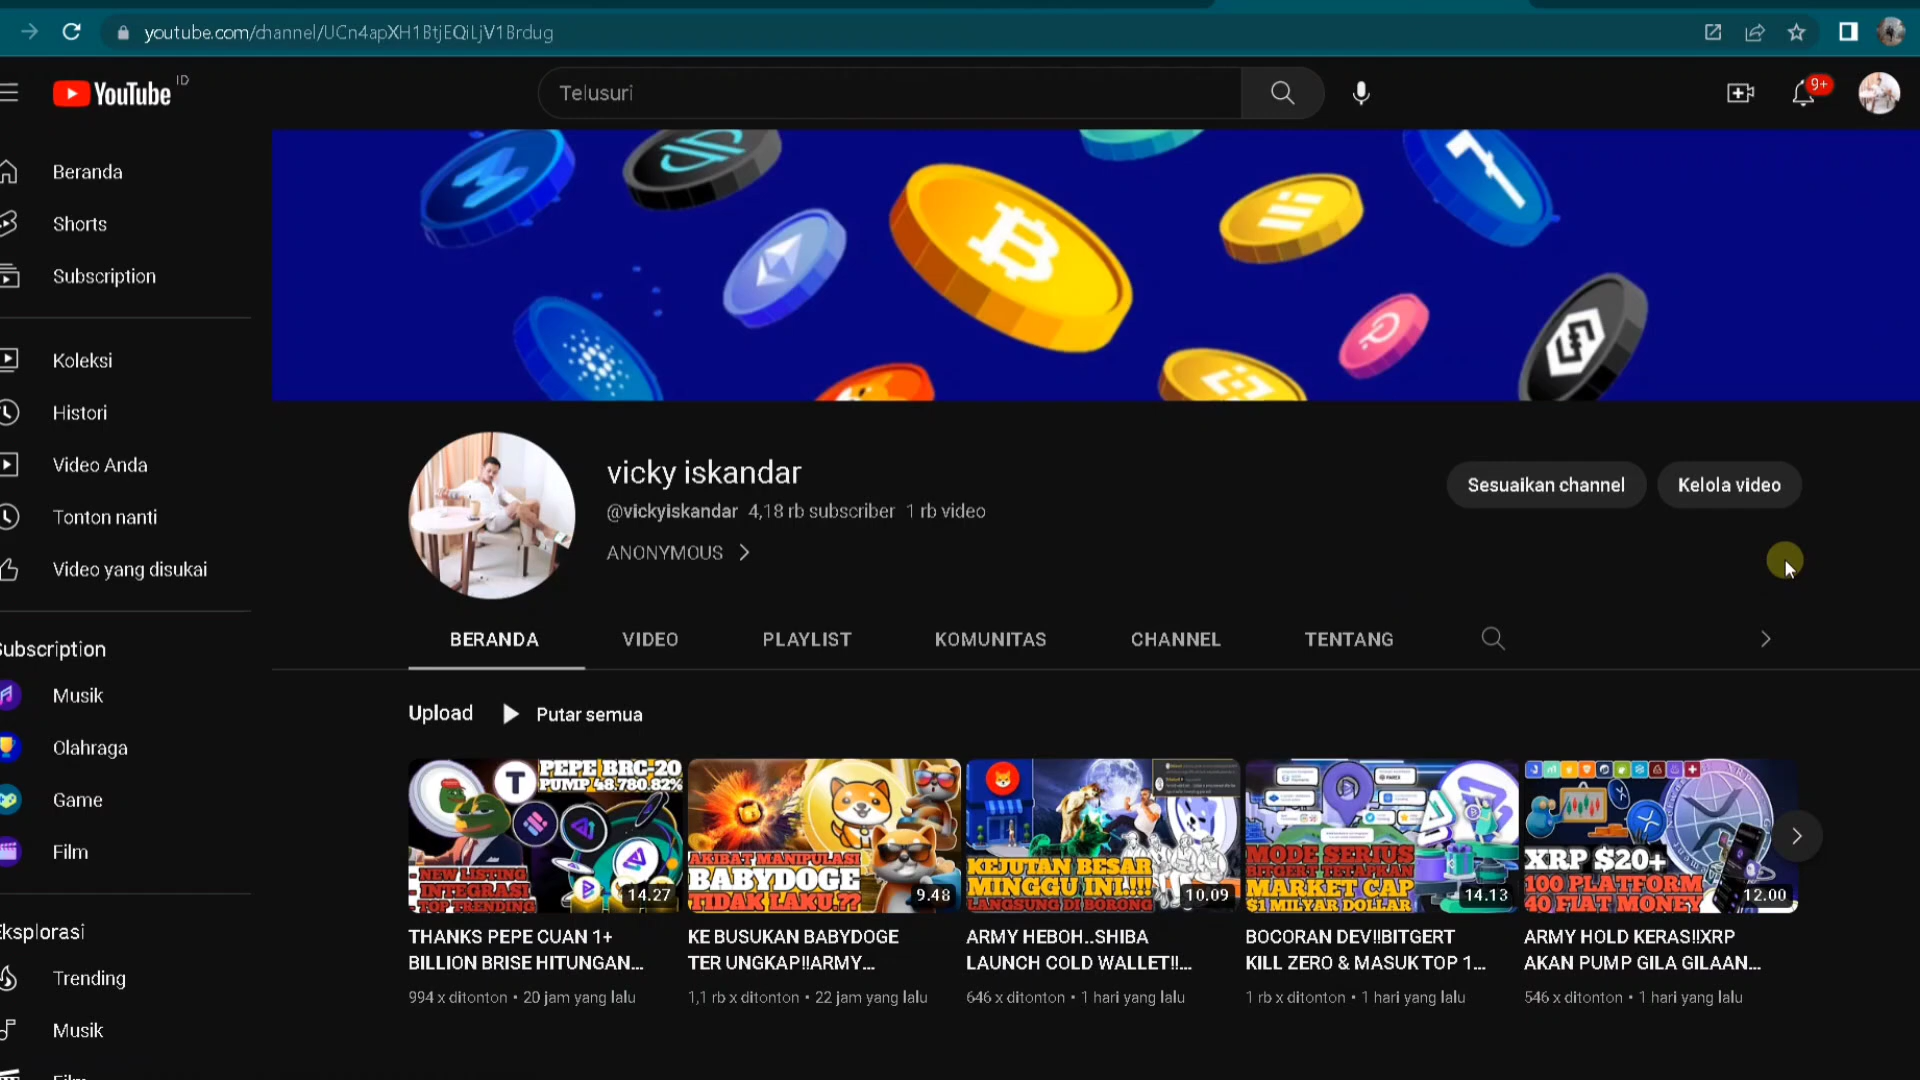 youtube.com/channel/UCn4apXH1BtjEQiLjV1Brdug
YouTube ID
Telusuri
9+
Beranda
Shorts
Subscription
Koleksi
Histori
Video Anda
Tonton nanti
Video yang disukai
Subscription
Musik
Olahraga
Game
Film
Eksplorasi
Trending
Musik
Film
vicky iskandar
@vickyiskandar 4,18 rb subscriber 1 rb video
ANONYMOUS
Sesuaikan channel
Kelola video
BERANDA VIDEO PLAYLIST KOMUNITAS CHANNEL TENTANG
Upload
Putar semua
PEPE BRC-20
PUMP 48.780.82%
NEW LISTING
INTEGRASI
TOP TRENDING
14.27
THANKS PEPE CUAN 1+
BILLION BRISE HITUNGAN...
994 x ditonton • 20 jam yang lalu
AKIBAT MANIPULASI
BABYDOGE
TIDAK LAKU.??
9.48
KE BUSUKAN BABYDOGE
TER UNGKAP!!ARMY...
1,1 rb x ditonton • 22 jam yang lalu
KEJUTAN BESAR
MINGGU INI.!!!
LANGSUNG DI BORONG
10.09
ARMY HEBOH..SHIBA
LAUNCH COLD WALLET!!...
646 x ditonton • 1 hari yang lalu
MODE SERIUS
BITGERT TETAPKAN
MARKET CAP
$1 MILYAR DOLLAR
14.13
BOCORAN DEV!!BITGERT
KILL ZERO & MASUK TOP 1...
1 rb x ditonton • 1 hari yang lalu
XRP $20+
100 PLATFORM
40 FIAT MONEY
12.00
ARMY HOLD KERAS!!XRP
AKAN PUMP GILA GILAAN...
546 x ditonton • 1 hari yang lalu